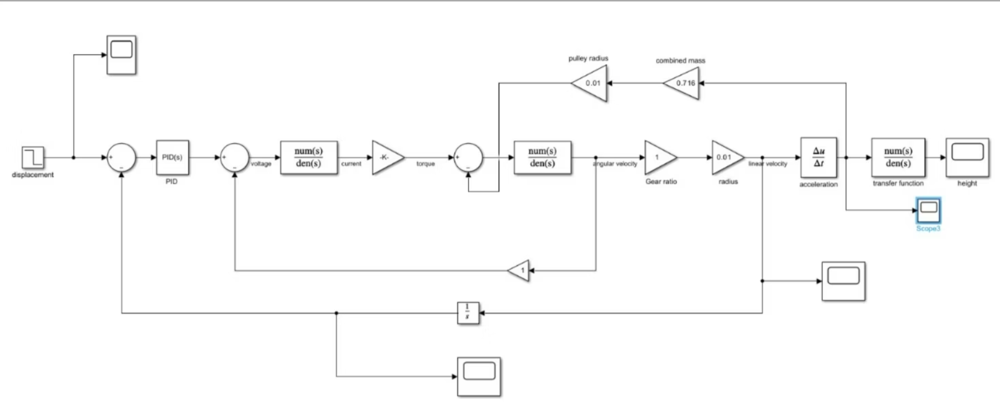 pulley radius
combined mass
0.01
0.716
+
PID(s)
+
num(s)
den(s)
-K-
+
num(s)
den(s)
1
0.01
Δu
Δt
num(s)
den(s)
voltage
current
torque
angular velocity
linear velocity
−
−
−
displacement
PID
Gear ratio
radius
acceleration
transfer function
height
Scope3
1
1
s